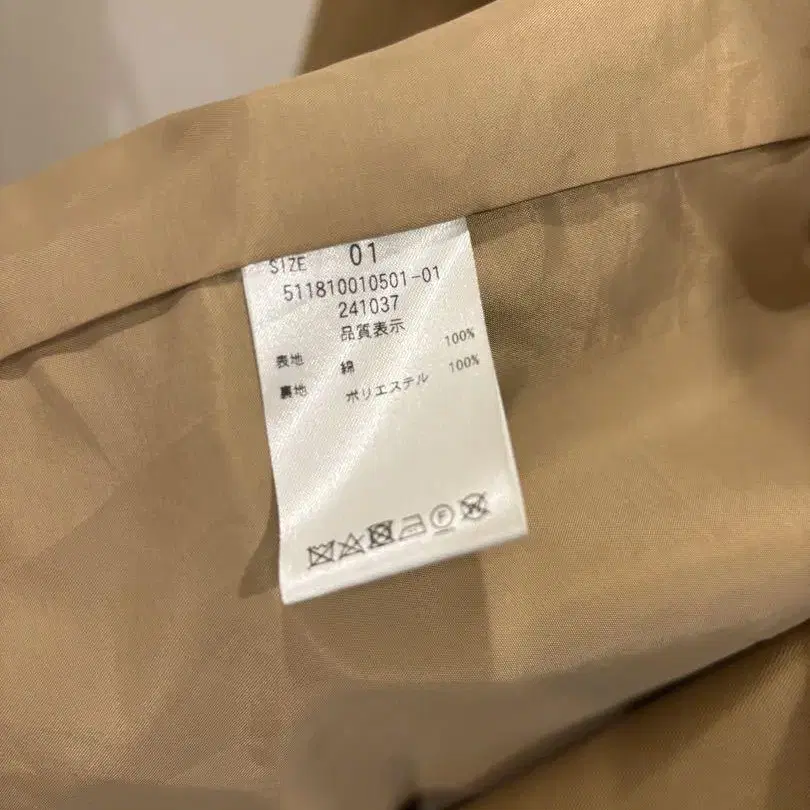 SIZE 01
511810010501-01
241037
品質表示
表地 綿 100%
裏地 ポリエステル 100%